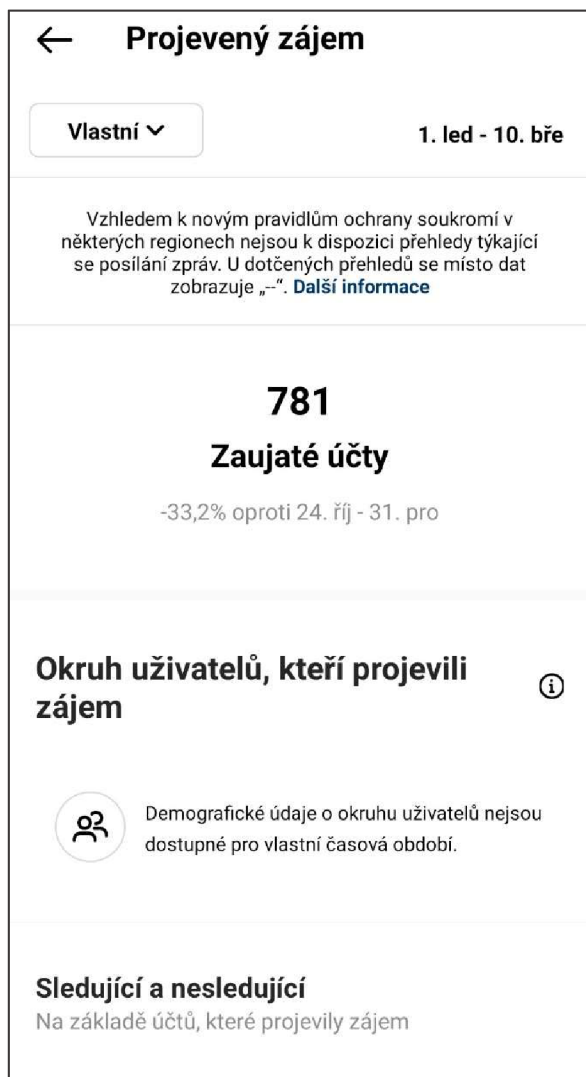 Projevený zájem
Vlastní
1. led - 10. bře
Vzhledem k novým pravidlům ochrany soukromí v
některých regionech nejsou k dispozici přehledy týkající
se posílání zpráv. U dotčených přehledů se místo dat
zobrazuje „--“. Další informace
781
Zaujaté účty
-33,2% oproti 24. říj - 31. pro
Okruh uživatelů, kteří projevili
zájem
Demografické údaje o okruhu uživatelů nejsou
dostupné pro vlastní časová období.
Sledující a nesledující
Na základě účtů, které projevily zájem